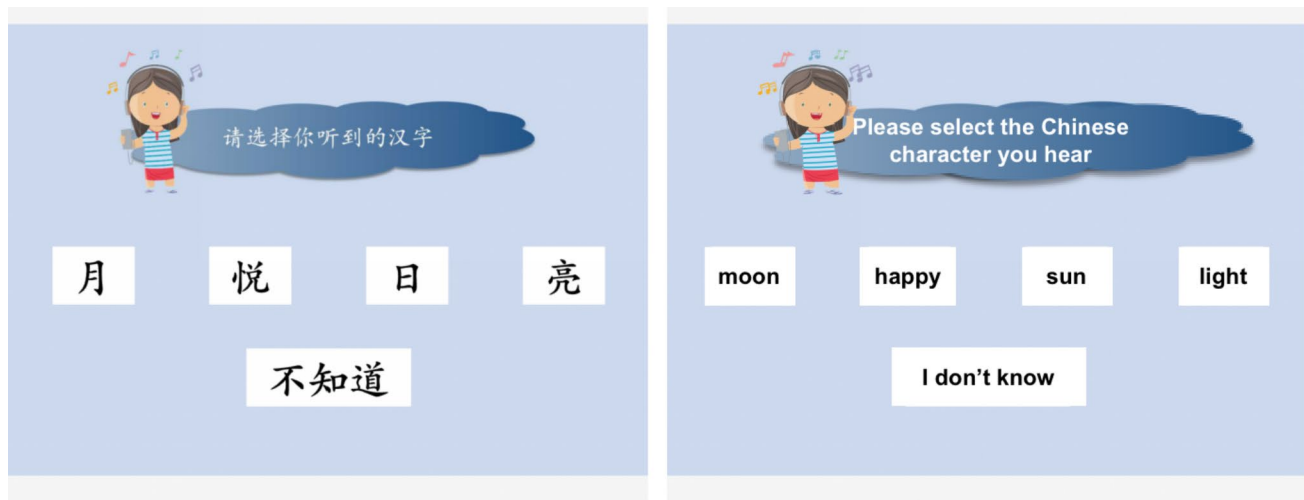 请选择你听到的汉字
月
悦
日
亮
不知道
Please select the Chinese
character you hear
moon
happy
sun
light
I don’t know